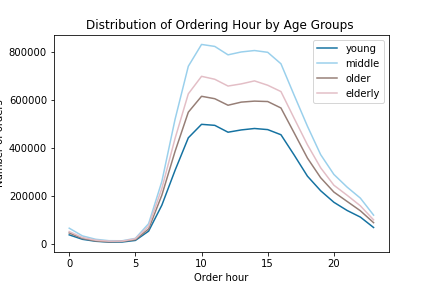 Distribution of Ordering Hour by Age Groups
800000
600000
400000
200000
0
young
middle
older
elderly
0
5
10
15
20
Order hour